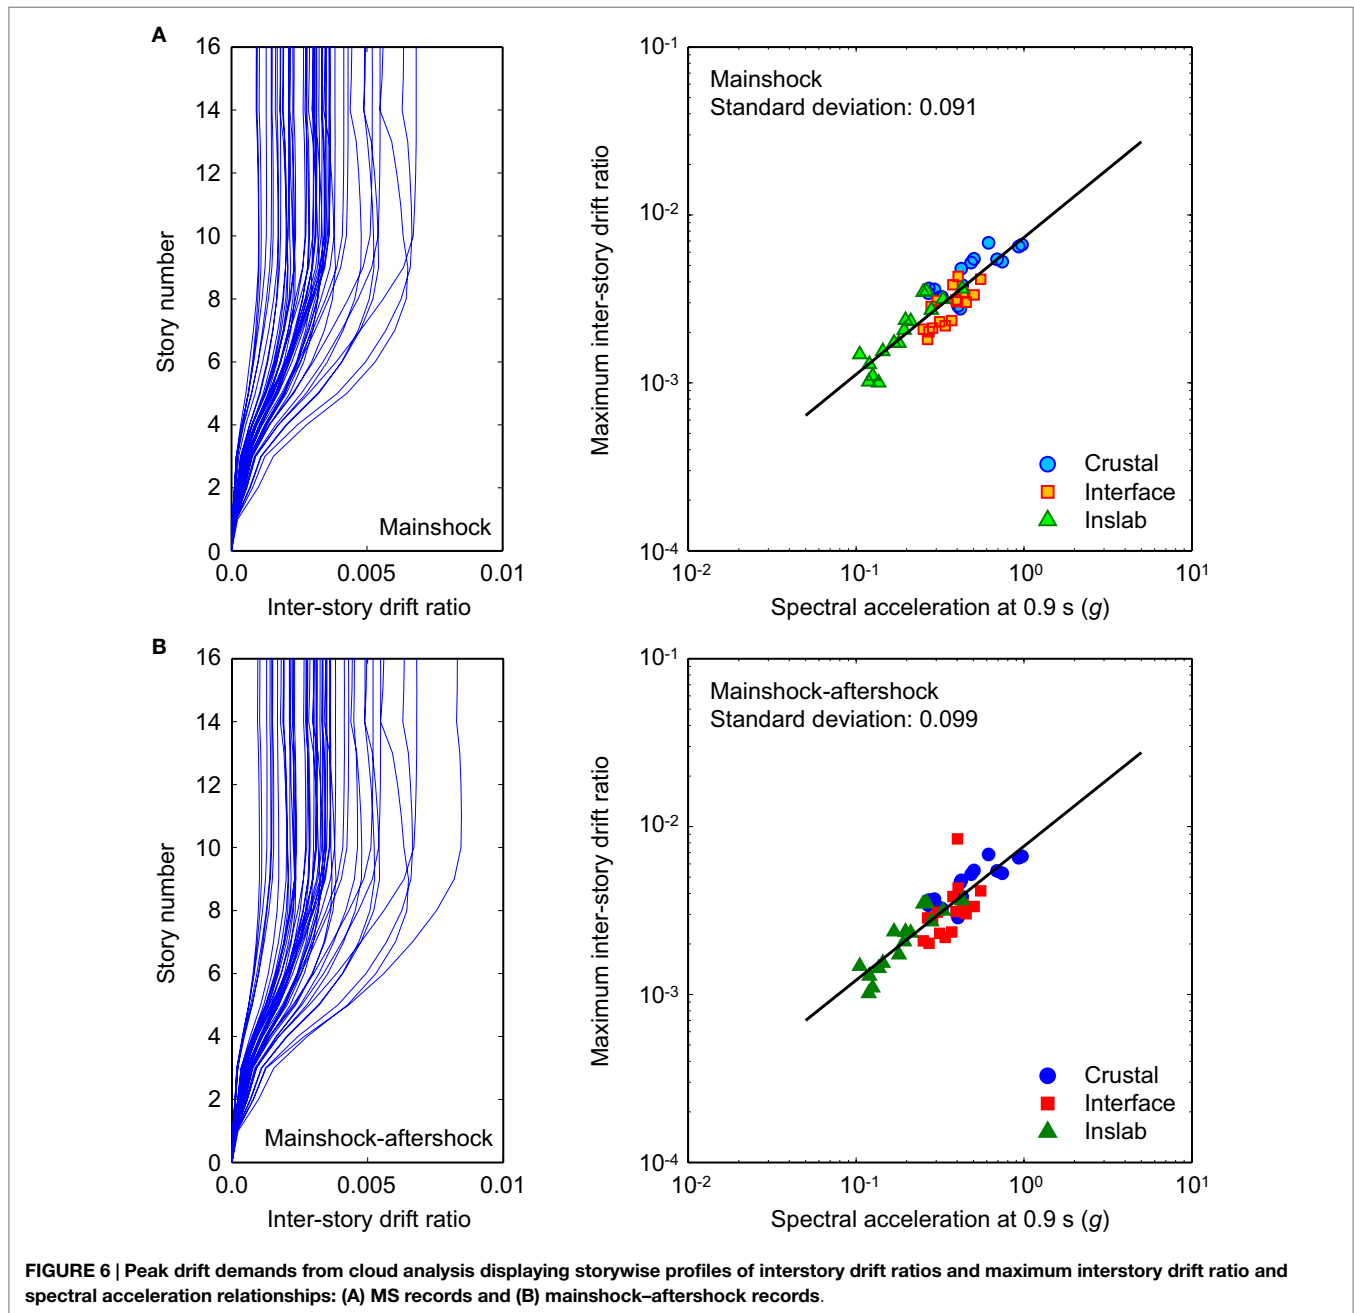 A
16
14
12
10
8
6
4
2
0
Story number
Mainshock
0.0 0.005 0.01
Inter-story drift ratio
10-1
10-2
10-3
10-4
Maximum inter-story drift ratio
Mainshock
Standard deviation: 0.091
Crustal
Interface
Inslab
10-2 10-1 100 101
Spectral acceleration at 0.9 s (g)
B
16
14
12
10
8
6
4
2
0
Story number
Mainshock-aftershock
0.0 0.005 0.01
Inter-story drift ratio
10-1
10-2
10-3
10-4
Maximum inter-story drift ratio
Mainshock-aftershock
Standard deviation: 0.099
Crustal
Interface
Inslab
10-2 10-1 100 101
Spectral acceleration at 0.9 s (g)
FIGURE 6 | Peak drift demands from cloud analysis displaying storywise profiles of interstory drift ratios and maximum interstory drift ratio and
spectral acceleration relationships: (A) MS records and (B) mainshock–aftershock records.